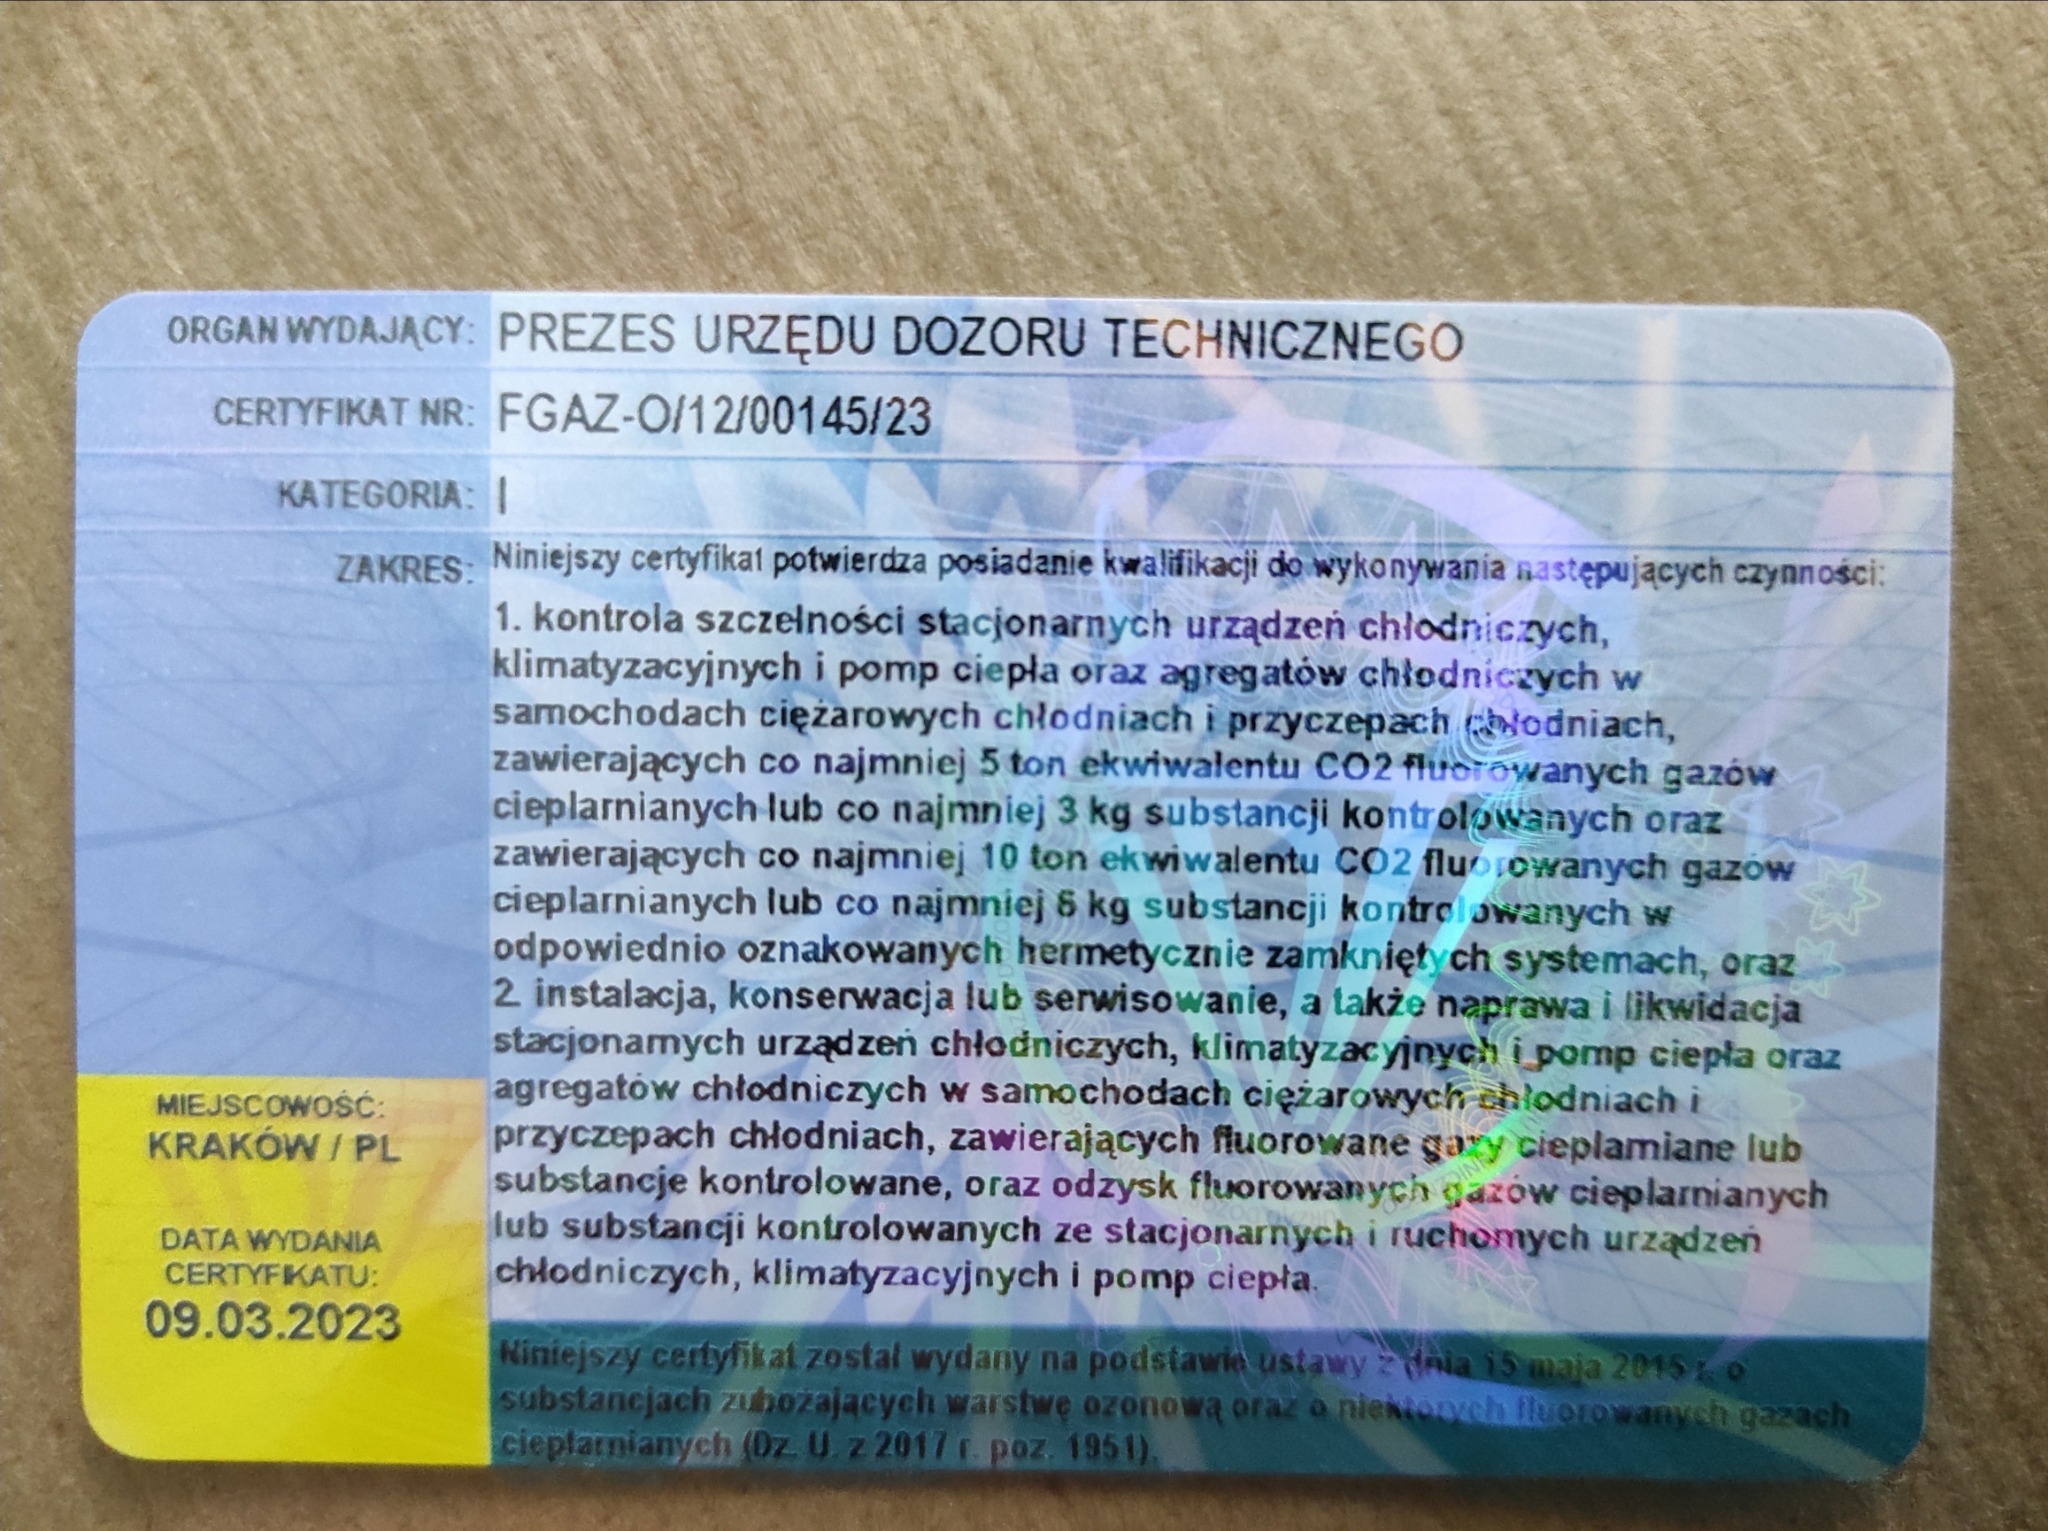 ORGAN WYDAJĄCY: PREZES URZĘDU DOZORU TECHNICZNEGO
CERTYFIKAT NR: FGAZ-O/12/00145/23
KATEGORIA: I
ZAKRES: Niniejszy certyfikat potwierdza posiadanie kwalifikacji do wykonywania następujących czynności:
1. kontrola szczelności stacjonarnych urządzeń chłodniczych,
klimatyzacyjnych i pomp ciepła oraz agregatów chłodniczych w
samochodach ciężarowych chłodniach i przyczepach chłodniach,
zawierających co najmniej 5 ton ekwiwalentu CO2 fluorowanych gazów
cieplarnianych lub co najmniej 3 kg substancji kontrolowanych oraz
zawierających co najmniej 10 ton ekwiwalentu CO2 fluorowanych gazów
cieplarnianych lub co najmniej 6 kg substancji kontrolowanych w
odpowiednio oznakowanych hermetycznie zamkniętych systemach, oraz
2. instalacja, konserwacja lub serwisowanie, a także naprawa i likwidacja
stacjonarnych urządzeń chłodniczych, klimatyzacyjnych i pomp ciepła oraz
agregatów chłodniczych w samochodach ciężarowych chłodniach i
przyczepach chłodniach, zawierających fluorowane gazy cieplarniane lub
substancje kontrolowane, oraz odzysk fluorowanych gazów cieplarnianych
lub substancji kontrolowanych ze stacjonarnych i ruchomych urządzeń
chłodniczych, klimatyzacyjnych i pomp ciepła.
MIEJSCOWOŚĆ:
KRAKÓW / PL
DATA WYDANIA
CERTYFIKATU:
09.03.2023
Niniejszy certyfikat został wydany na podstawie ustawy z dnia 15 maja 2015 r. o
substancjach zubożających warstwę ozonową oraz o niektórych fluorowanych gazach
cieplarnianych (Dz. U. z 2017 r. poz. 1951).